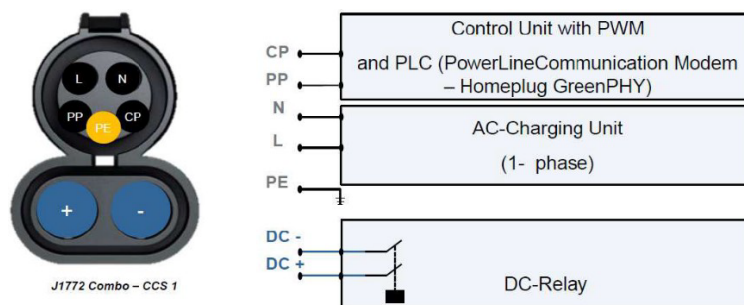 L N
PP PE CP
+ -
J1772 Combo – CCS 1
CP
PP
N
L
PE
DC -
DC +
Control Unit with PWM
and PLC (PowerLineCommunication Modem
– Homeplug GreenPHY)
AC-Charging Unit
(1- phase)
DC-Relay